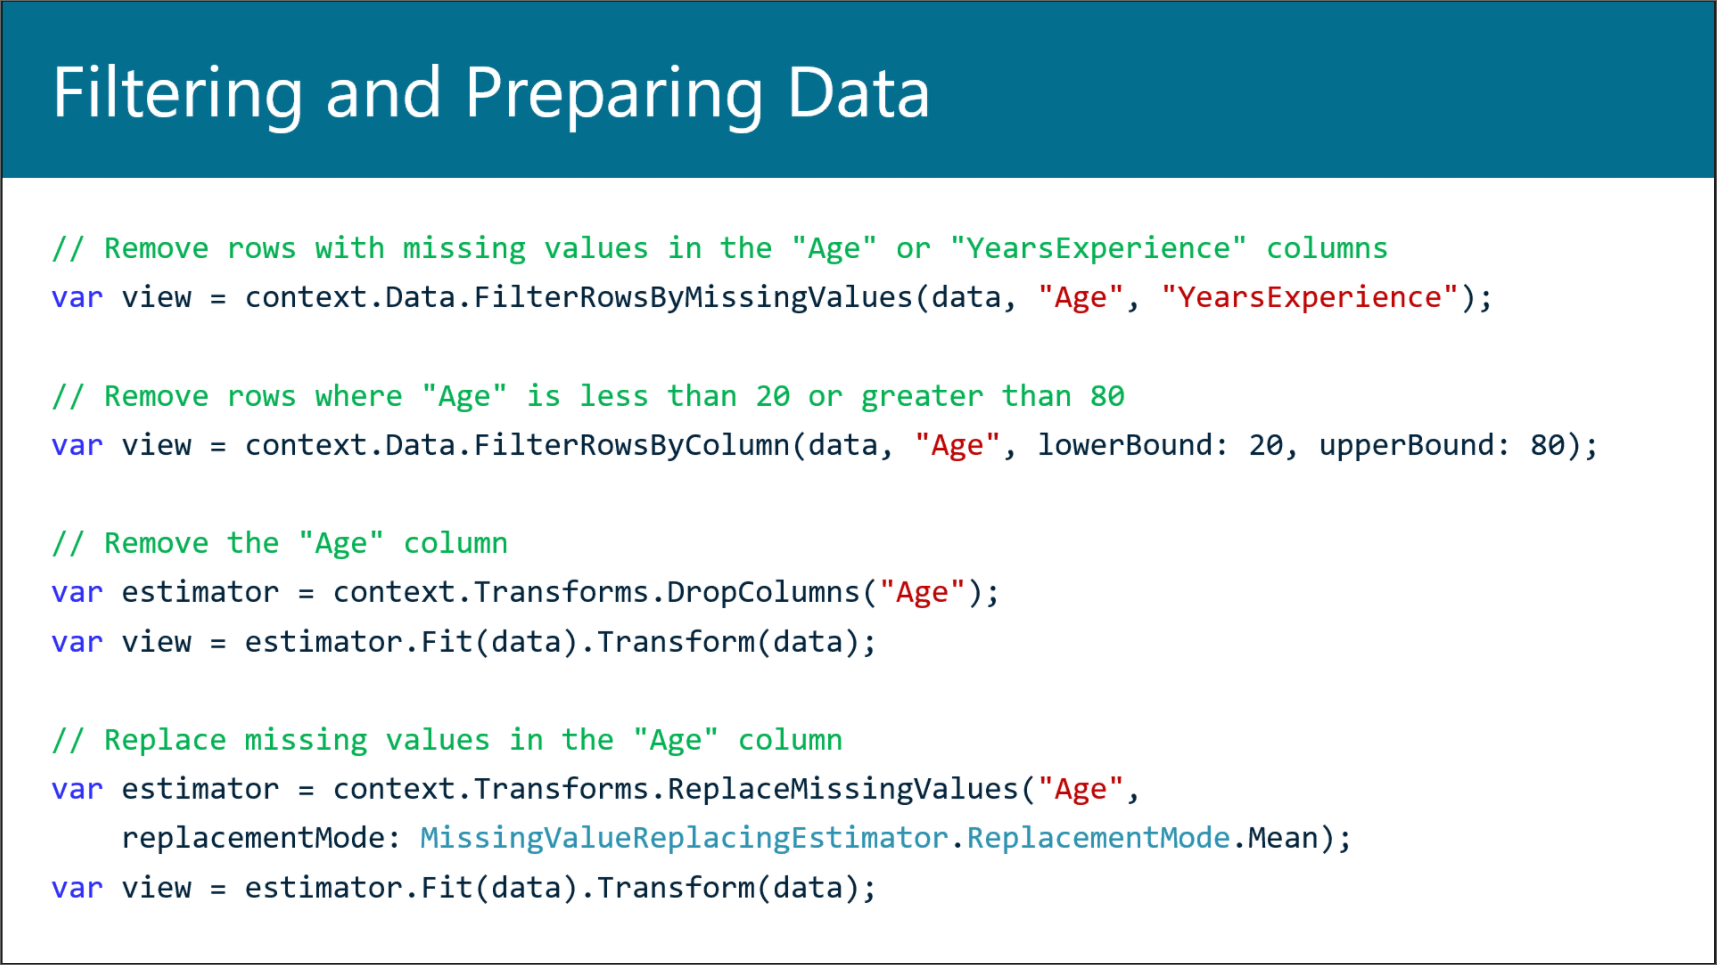 Filtering and Preparing Data
// Remove rows with missing values in the "Age" or "YearsExperience" columns
var view = context.Data.FilterRowsByMissingValues(data, "Age", "YearsExperience");
// Remove rows where "Age" is less than 20 or greater than 80
var view = context.Data.FilterRowsByColumn(data, "Age", lowerBound: 20, upperBound: 80);
// Remove the "Age" column
var estimator = context.Transforms.DropColumns("Age");
var view = estimator.Fit(data).Transform(data);
// Replace missing values in the "Age" column
var estimator = context.Transforms.ReplaceMissingValues("Age",
    replacementMode: MissingValueReplacingEstimator.ReplacementMode.Mean);
var view = estimator.Fit(data).Transform(data);